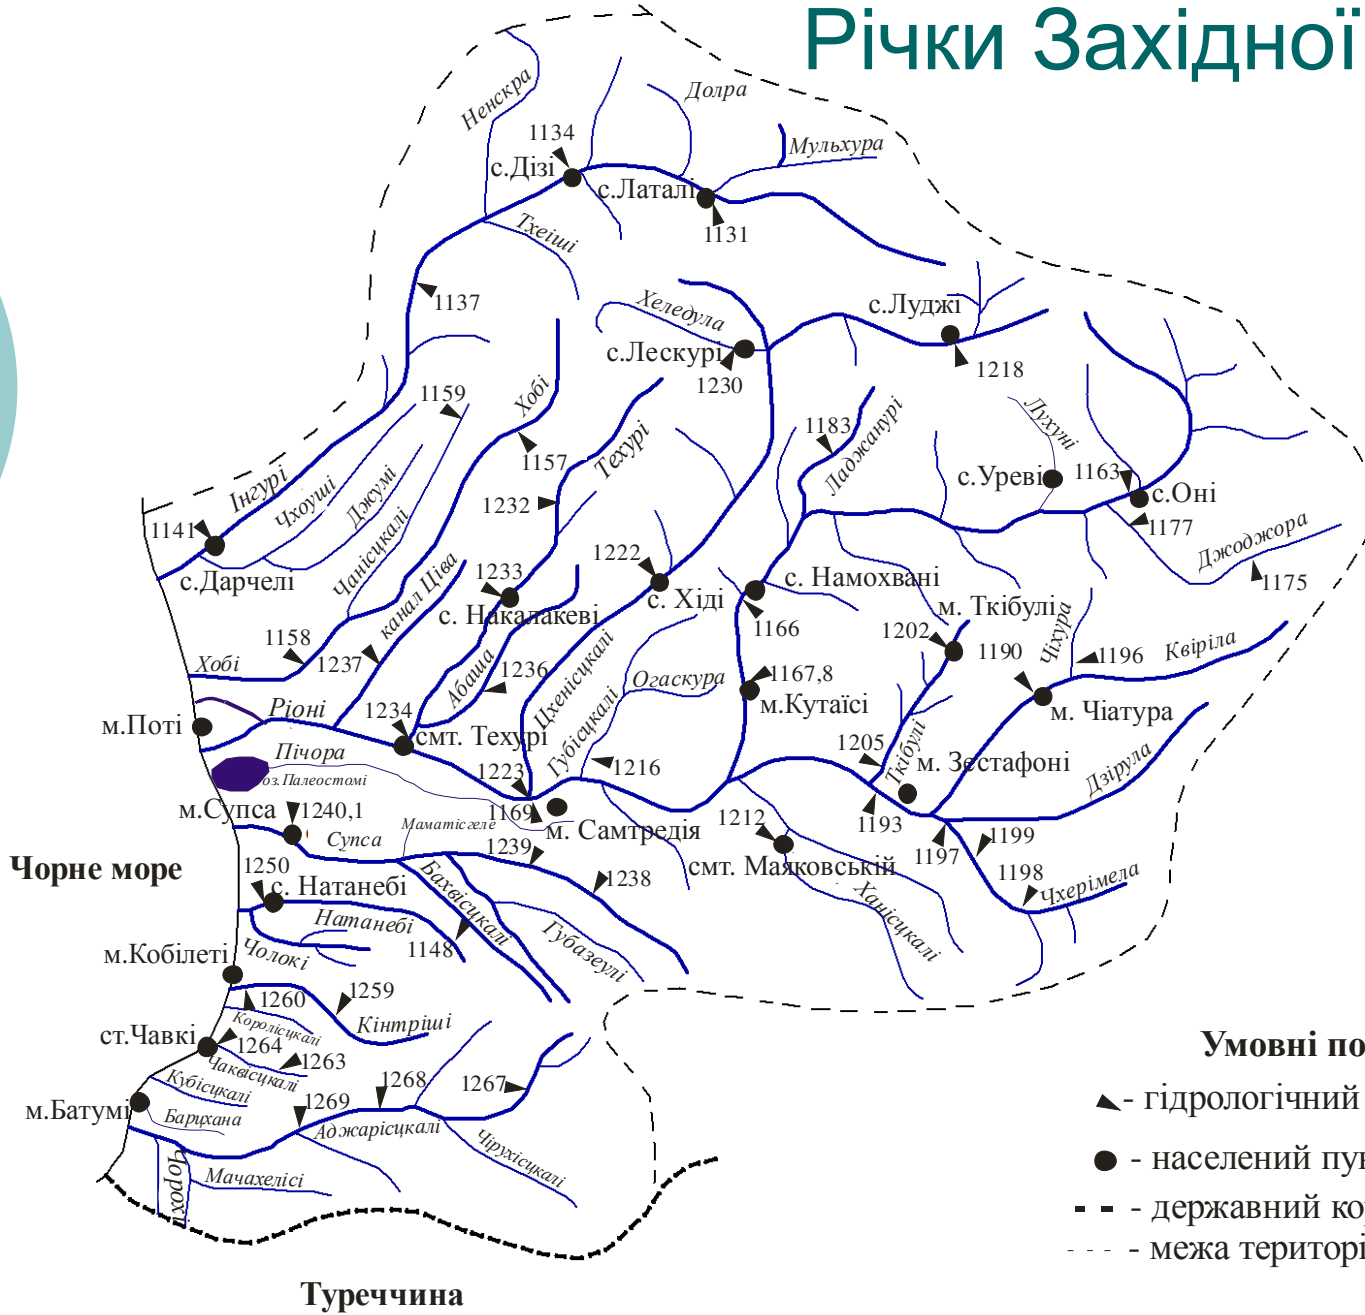 Річки Західної
Ненскра
Долра
1134
Мульхура
с.Дізі
с.Латалі
1131
Тхеіші
1137
Хеледула
с.Луджі
с.Лескурі
1230
1218
1159
Хобі
1183
Ладжанурі
Лухуні
1157
Техурі
с.Уреві
1163
с.Оні
Інгурі
Чхоуші
Джумі
1232
1177
Джоджора
1141
Чанісцкалі
1175
с.Дарчелі
канал Ціва
1233
1222
с. Намохвані
с. Накалакеві
с. Хіді
1166
м. Ткібулі
1158
1237
1202
1190
Чіхура
1196
Квіріла
Хобі
Абаша
1236
Цхенісцкалі
Огаскура
1167,8
м.Кутаїсі
м. Чіатура
Ріоні
1234
Губісцкалі
м.Поті
смт. Техурі
1205
Ткібулі
м. Зестафоні
Дзірула
Пічора
1223
1216
оз.Палеостомі
м.Супса
1240,1
1169
м. Самтредія
1212
1193
Супса
Маматісгеле
1239
1197
1199
Чорне море
1250
с. Натанебі
Бахвісцкалі
1238
смт. Маяковській
1198
Чхерімела
Ханісцкалі
Натанебі
1148
Губазеулі
м.Кобілеті
Чолокі
1260
1259
Кінтріші
Королісцкалі
ст.Чавкі
1264
1263
Чаквісцкалі
Кубісцкалі
1268
1267
м.Батумі
Барцхана
1269
Аджарісцкалі
Чірухісцкалі
Чорохі
Мачахелісі
Умовні по
- гідрологічний
- населений пун
- державний ко
- межа територі
Туреччина